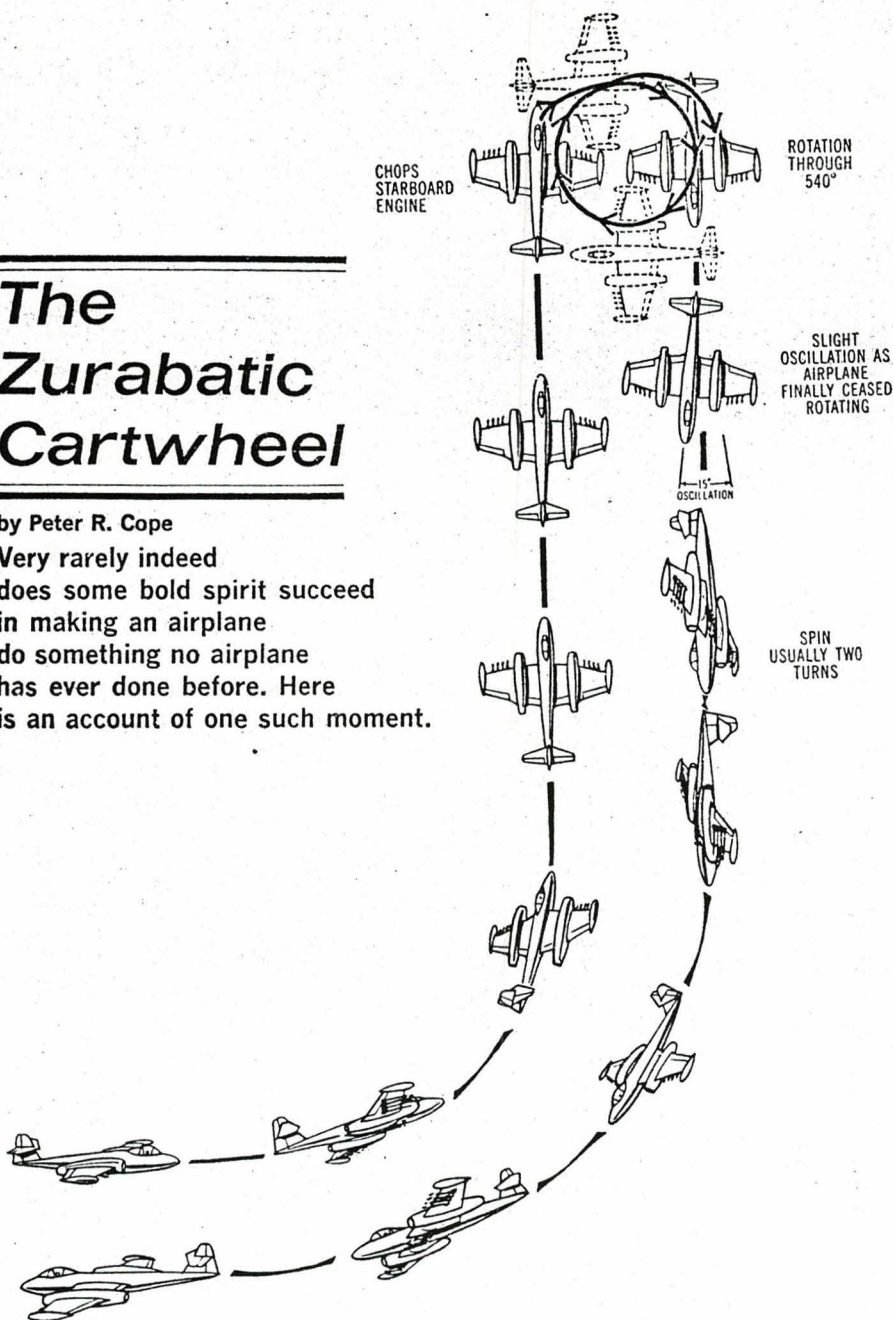 The
Zurabatic
Cartwheel
by Peter R. Cope
Very rarely indeed
does some bold spirit succeed
in making an airplane
do something no airplane
has ever done before. Here
is an account of one such moment.
CHOPS
STARBOARD
ENGINE
ROTATION
THROUGH
540°
SLIGHT
OSCILLATION AS
AIRPLANE
FINALLY CEASED
ROTATING
15°
OSCILLATION
SPIN
USUALLY TWO
TURNS